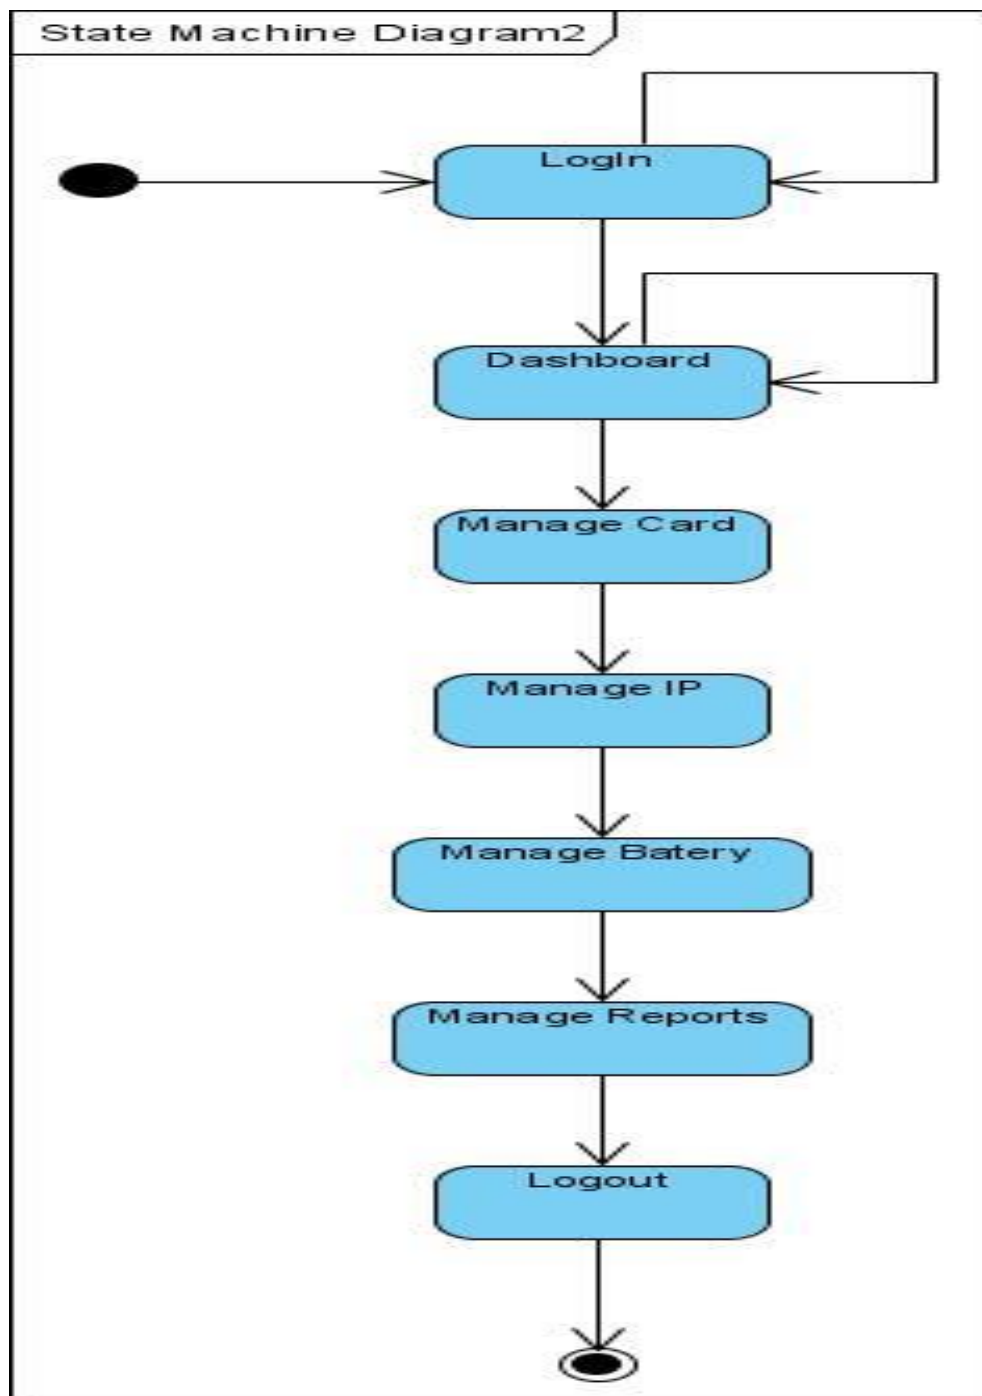 State Machine Diagram2
LogIn
Dashboard
Manage Card
Manage IP
Manage Batery
Manage Reports
Logout